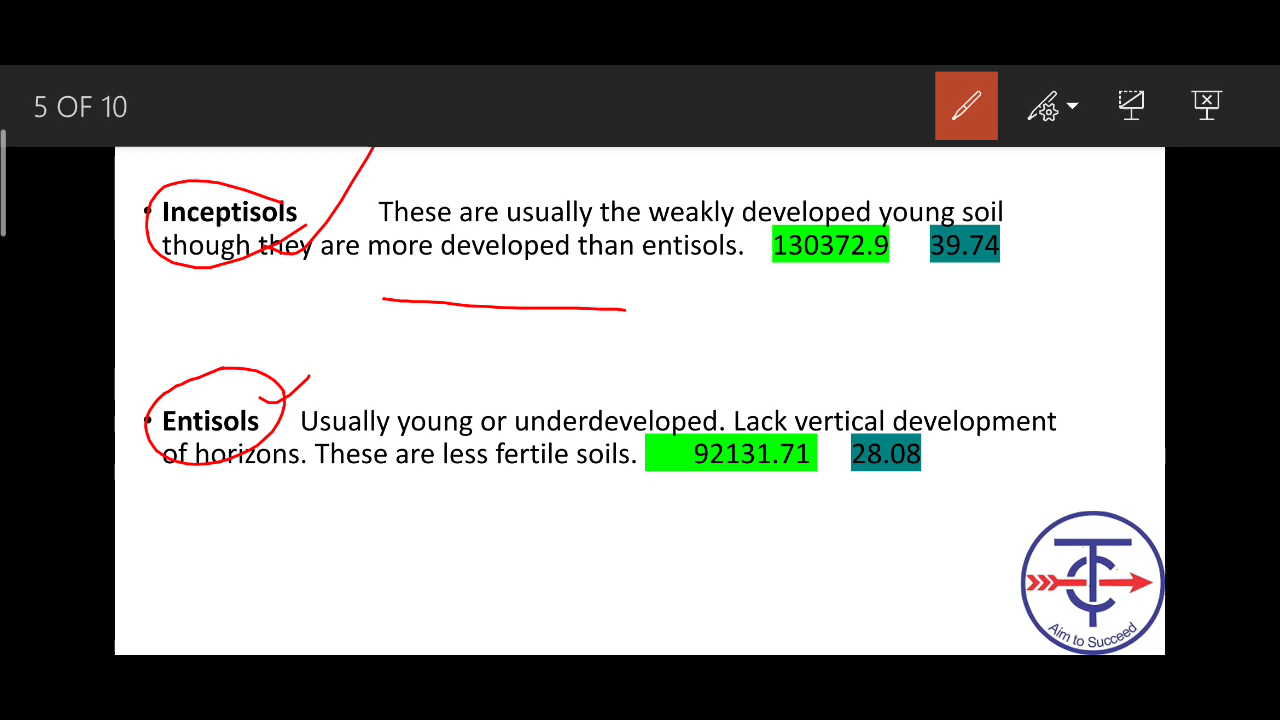 5 OF 10
• Inceptisols These are usually the weakly developed young soil
though they are more developed than entisols. 130372.9 39.74
• Entisols Usually young or underdeveloped. Lack vertical development
of horizons. These are less fertile soils. 92131.71 28.08
TC
Aim to Succeed